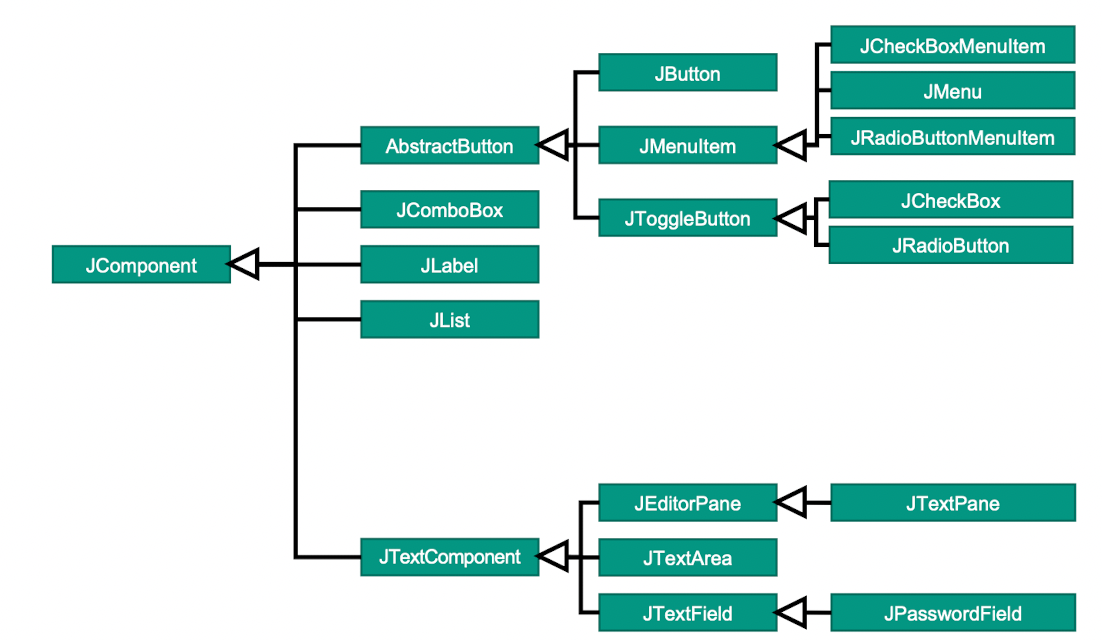 JCheckBoxMenuItem
JButton
JMenu
AbstractButton
JMenuItem
JRadioButtonMenuItem
JComboBox
JToggleButton
JCheckBox
JRadioButton
JComponent
JLabel
JList
JEditorPane
JTextPane
JTextComponent
JTextArea
JTextField
JPasswordField